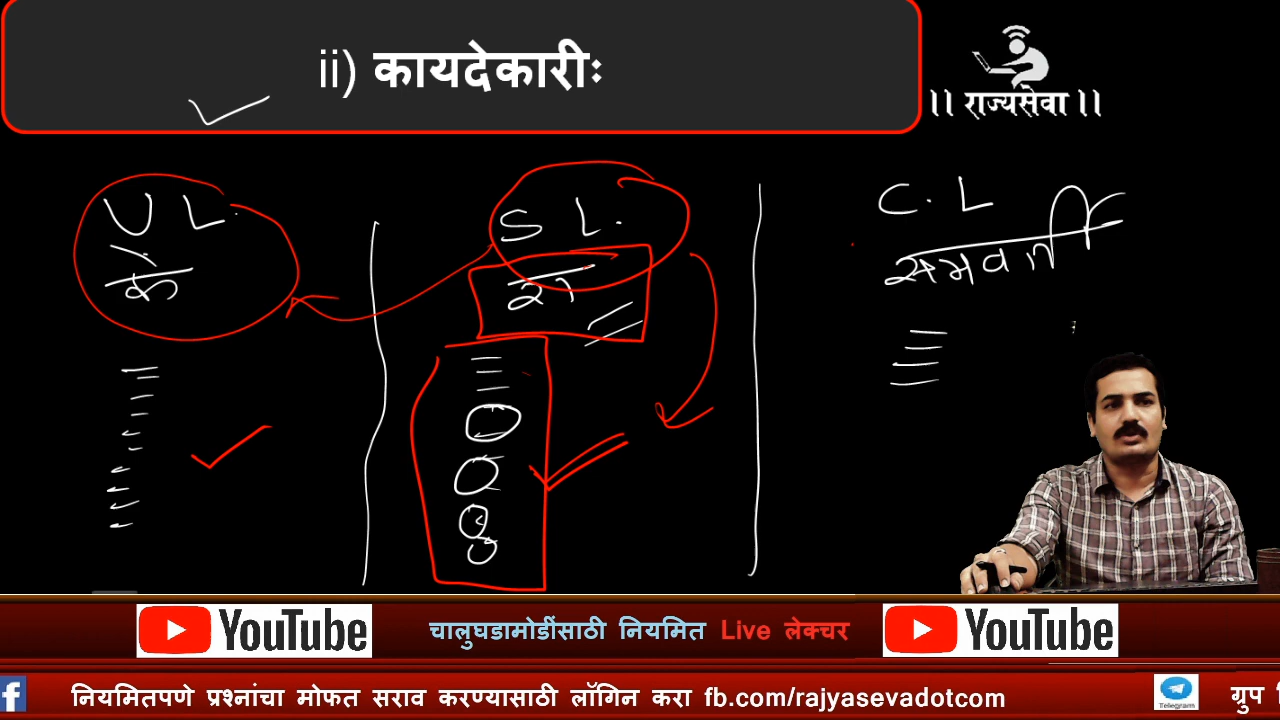 ii) कायदेकारीः
।। राज्यसेवा ।।
U L.
के
S L.
रा
C. L
समवर्ती
YouTube
चालुघडामोडींसाठी नियमित Live लेक्चर
YouTube
नियमितपणे प्रश्नांचा मोफत सराव करण्यासाठी लॉगिन करा fb.com/rajyasevadotcom
Telegram
ग्रुप